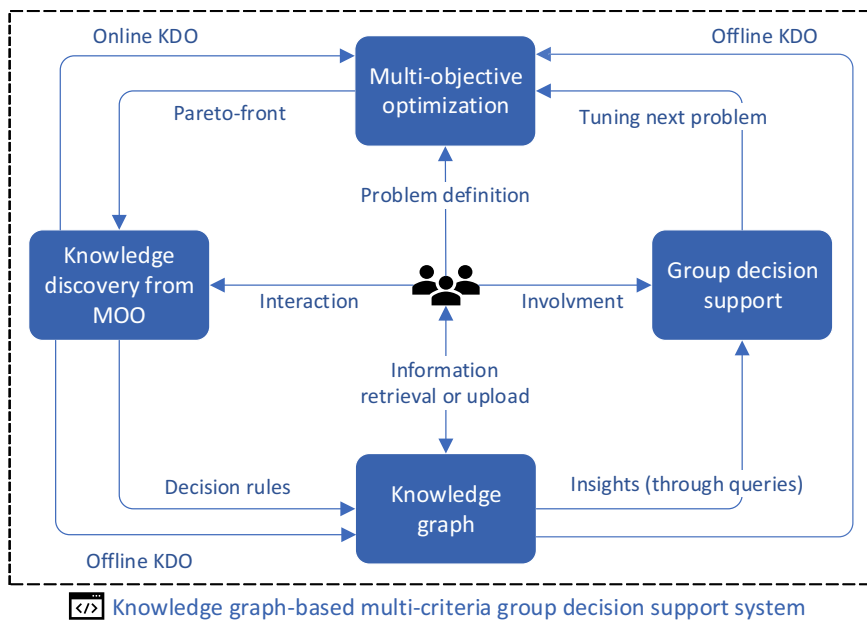 Online KDO
Offline KDO
Multi-objective
optimization
Pareto-front
Tuning next problem
Problem definition
Knowledge
discovery from
MOO
Group decision
support
Interaction
Involvment
Information
retrieval or upload
Decision rules
Knowledge
graph
Insights (through queries)
Offline KDO
</> Knowledge graph-based multi-criteria group decision support system